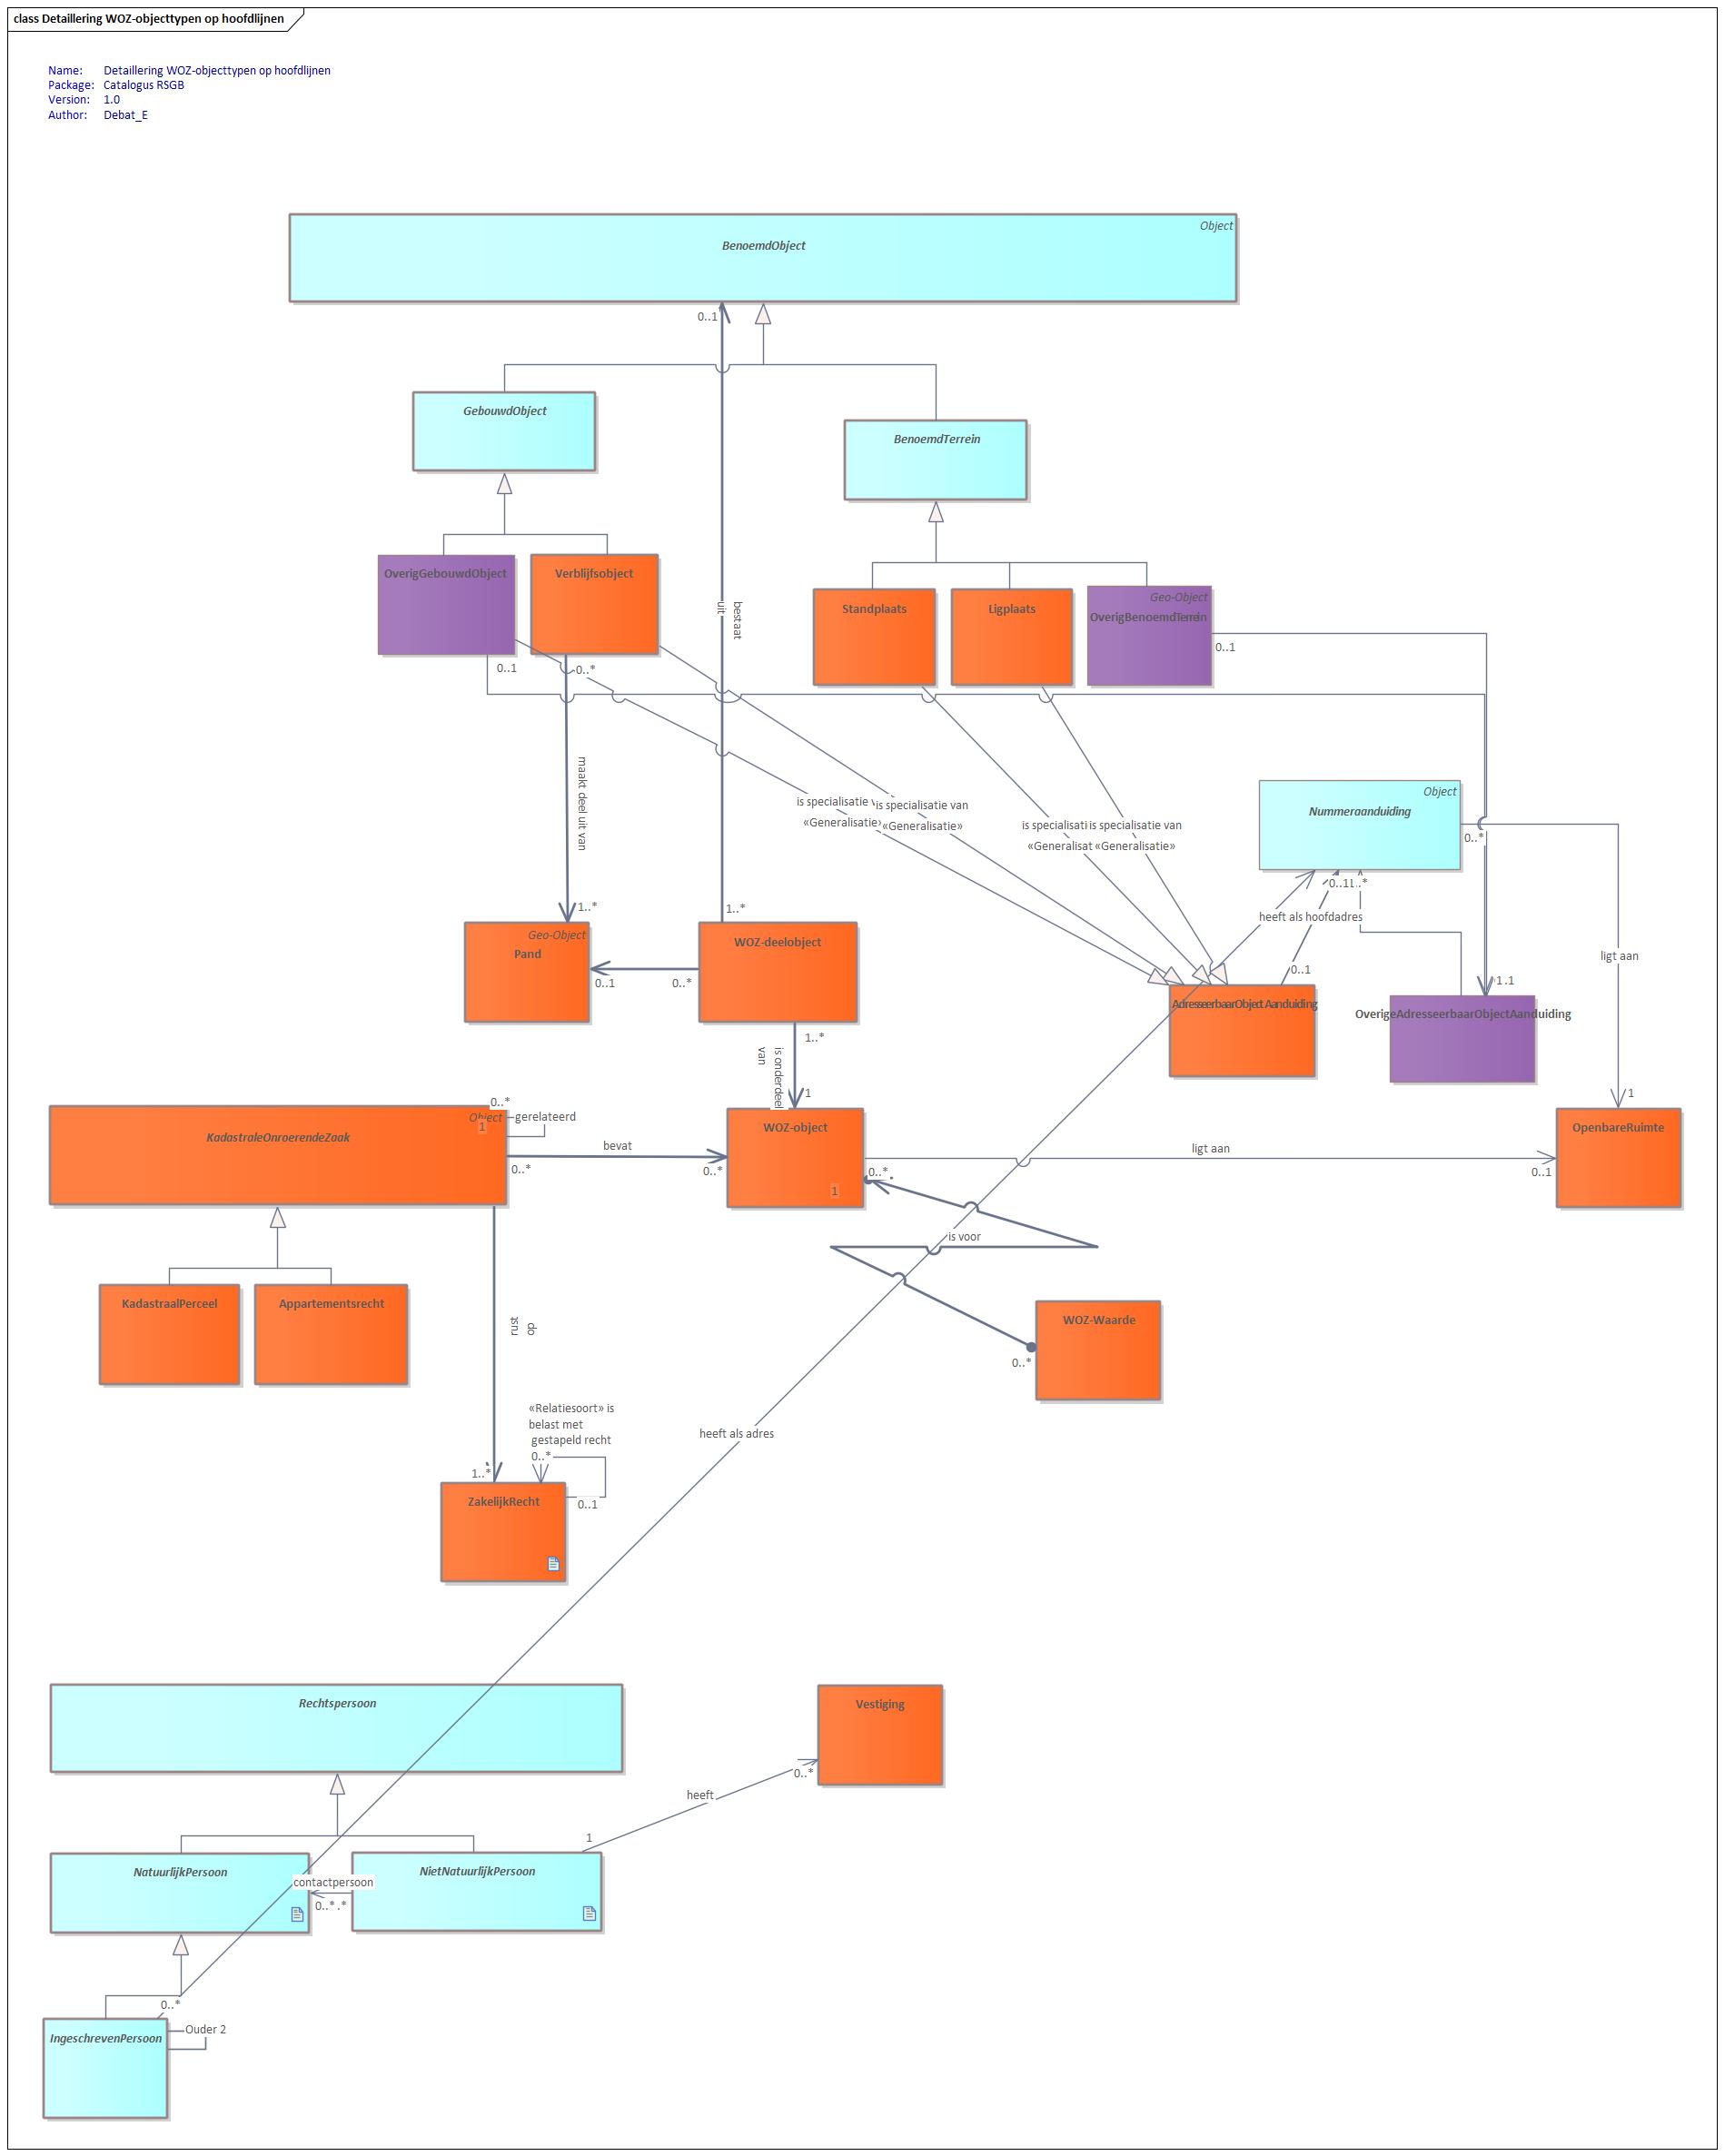 class Detaillering WOZ-objecttypen op hoofdlijnen
Name: Detaillering WOZ-objecttypen op hoofdlijnen
Package: Catalogus RSGB
Version: 1.0
Author: Debat_E
Object
BenoemdObject
0..1
GebouwdObject
BenoemdTerrein
OverigGebouwdObject
Verblijfsobject
Standplaats
Ligplaats
Geo-Object
OverigBenoemdTerrein
bestaat
uit
0..1
0..*
0..1
maakt deel uit van
is specialisatie
is specialisatie van
«Generalisatie»
«Generalisatie»
is specialisati
is specialisatie van
«Generalisat
«Generalisatie»
Object
Nummeraanduiding
0..*
0..1
1..*
heeft als hoofdadres
1..*
1..*
Geo-Object
Pand
WOZ-deelobject
0..1
0..*
0..1
ligt aan
AdresseerbaarObjectAanduiding
1
1..1
OverigeAdresseerbaarObjectAanduiding
1..*
is onderdeel
van
1
1
0..*
Object
1
gerelateerd
KadastraleOnroerendeZaak
bevat
0..*
0..*
WOZ-object
1
0..*
ligt aan
0..1
OpenbareRuimte
is voor
KadastraalPerceel
Appartementsrecht
WOZ-Waarde
0..*
rust
op
«Relatiesoort» is
belast met
gestapeld recht
0..*
heeft als adres
1..*
ZakelijkRecht
0..1
Rechtspersoon
Vestiging
0..*
heeft
1
NatuurlijkPersoon
NietNatuurlijkPersoon
contactpersoon
0..*
.*
0..*
IngeschrevenPersoon
Ouder 2